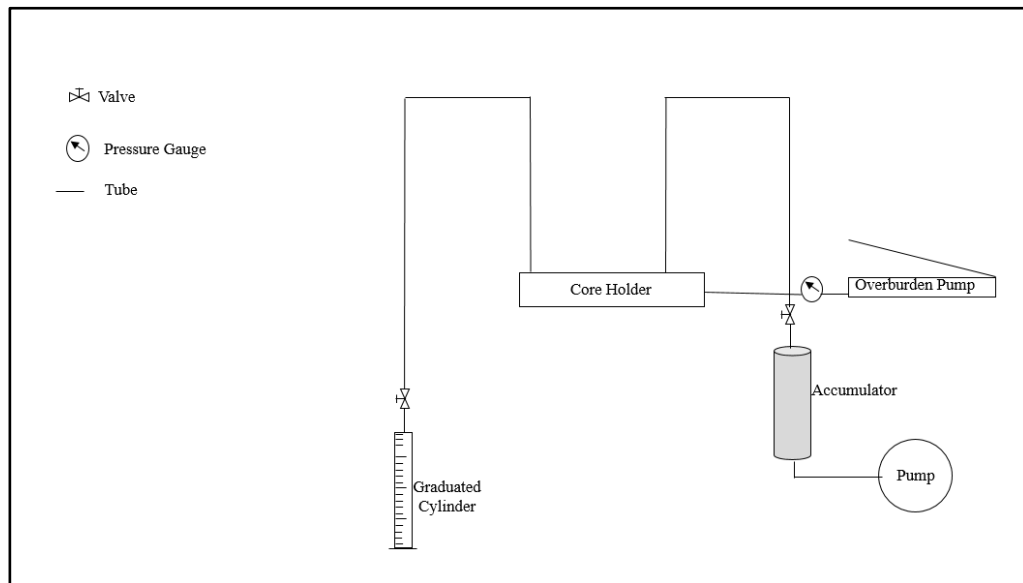 Valve
Pressure Gauge
Tube
Core Holder
Overburden Pump
Accumulator
Pump
Graduated
Cylinder